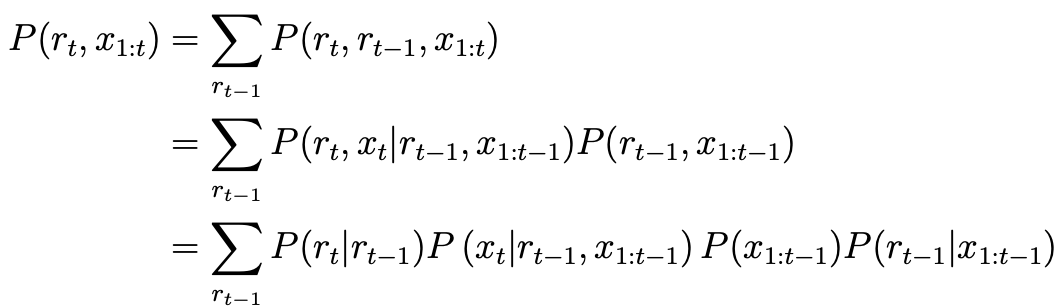 P(r_t, x_{1:t}) = \sum_{r_{t-1}} P(r_t, r_{t-1}, x_{1:t})
= \sum_{r_{t-1}} P(r_t, x_t | r_{t-1}, x_{1:t-1}) P(r_{t-1}, x_{1:t-1})
= \sum_{r_{t-1}} P(r_t | r_{t-1}) P (x_t | r_{t-1}, x_{1:t-1}) P(x_{1:t-1}) P(r_{t-1} | x_{1:t-1})